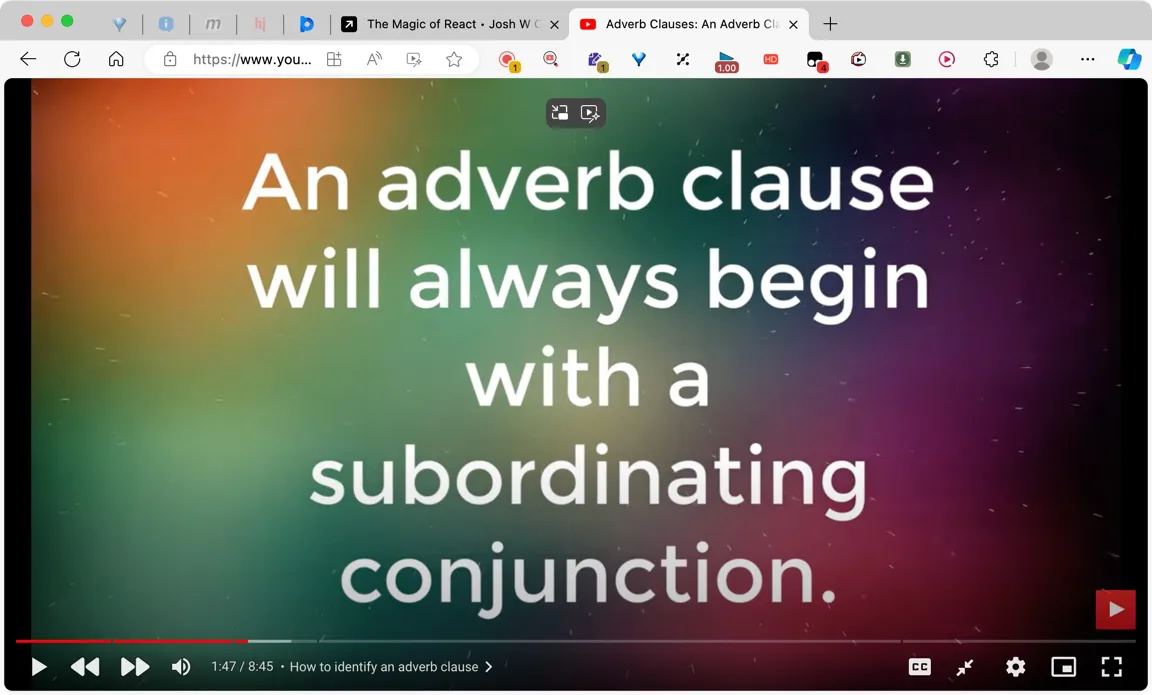 m
hj
The Magic of React • Josh W C
Adverb Clauses: An Adverb Cla
https://www.you...
1
1
1.00
HD
4
An adverb clause
will always begin
with a
subordinating
conjunction.
1:47 / 8:45 • How to identify an adverb clause
CC